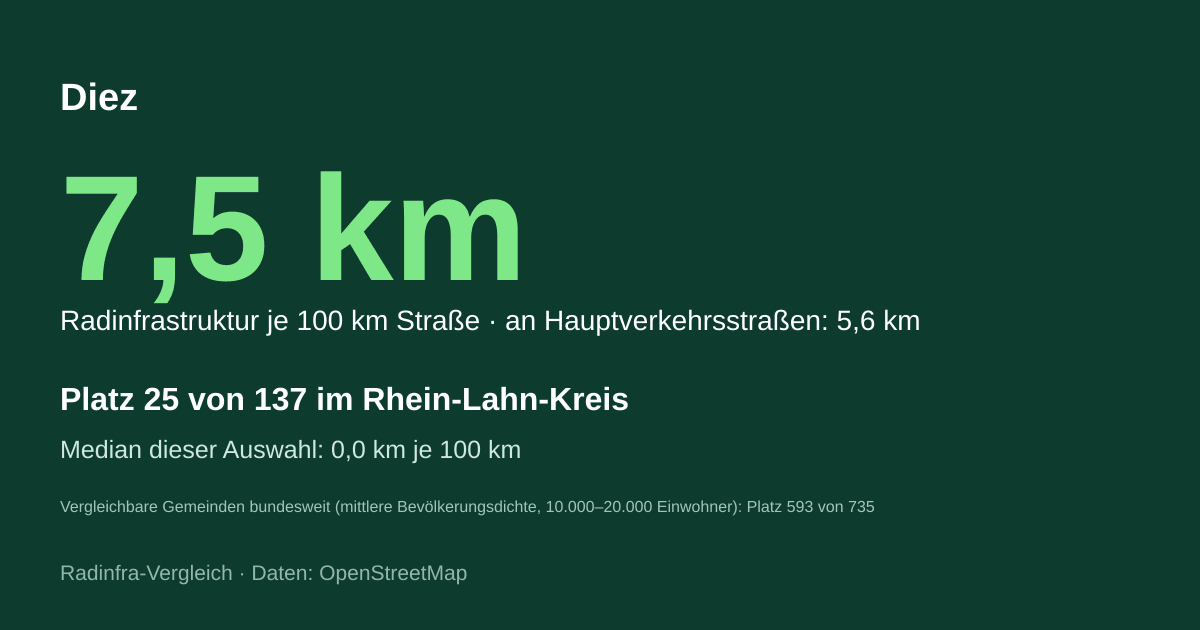 Diez
7,5 km
Radinfrastruktur je 100 km Straße · an Hauptverkehrsstraßen: 5,6 km
Platz 25 von 137 im Rhein-Lahn-Kreis
Median dieser Auswahl: 0,0 km je 100 km
Vergleichbare Gemeinden bundesweit (mittlere Bevölkerungsdichte, 10.000–20.000 Einwohner): Platz 593 von 735
Radinfra-Vergleich · Daten: OpenStreetMap